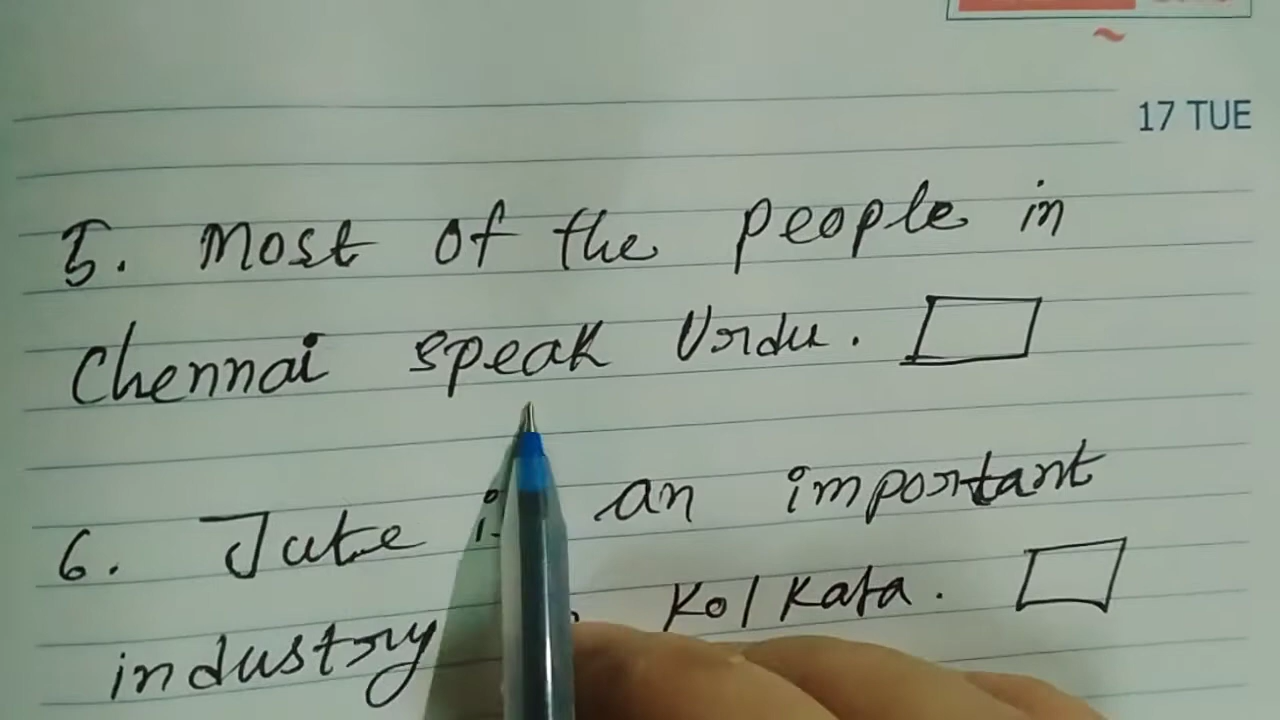 17 TUE
5. Most of the people in
Chennai speak Urdu.
6. Jute an important
industry Kolkata.